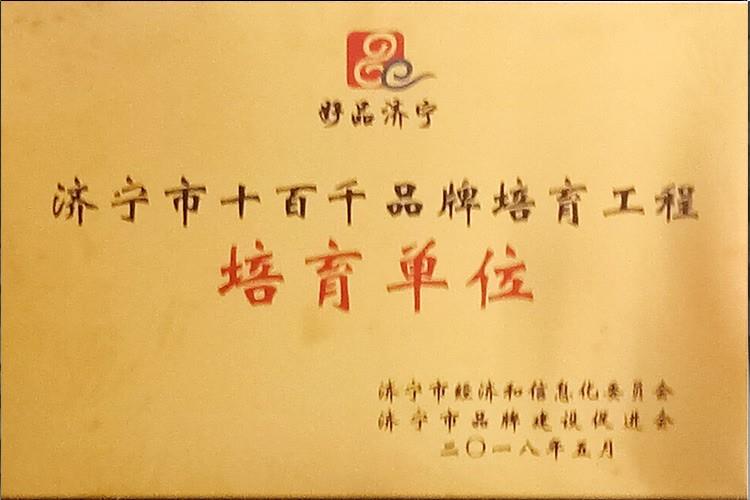 好品济宁
济宁市十百千品牌培育工程
培育单位
济宁市经济和信息化委员会
济宁市品牌建设促进会
二〇一八年五月